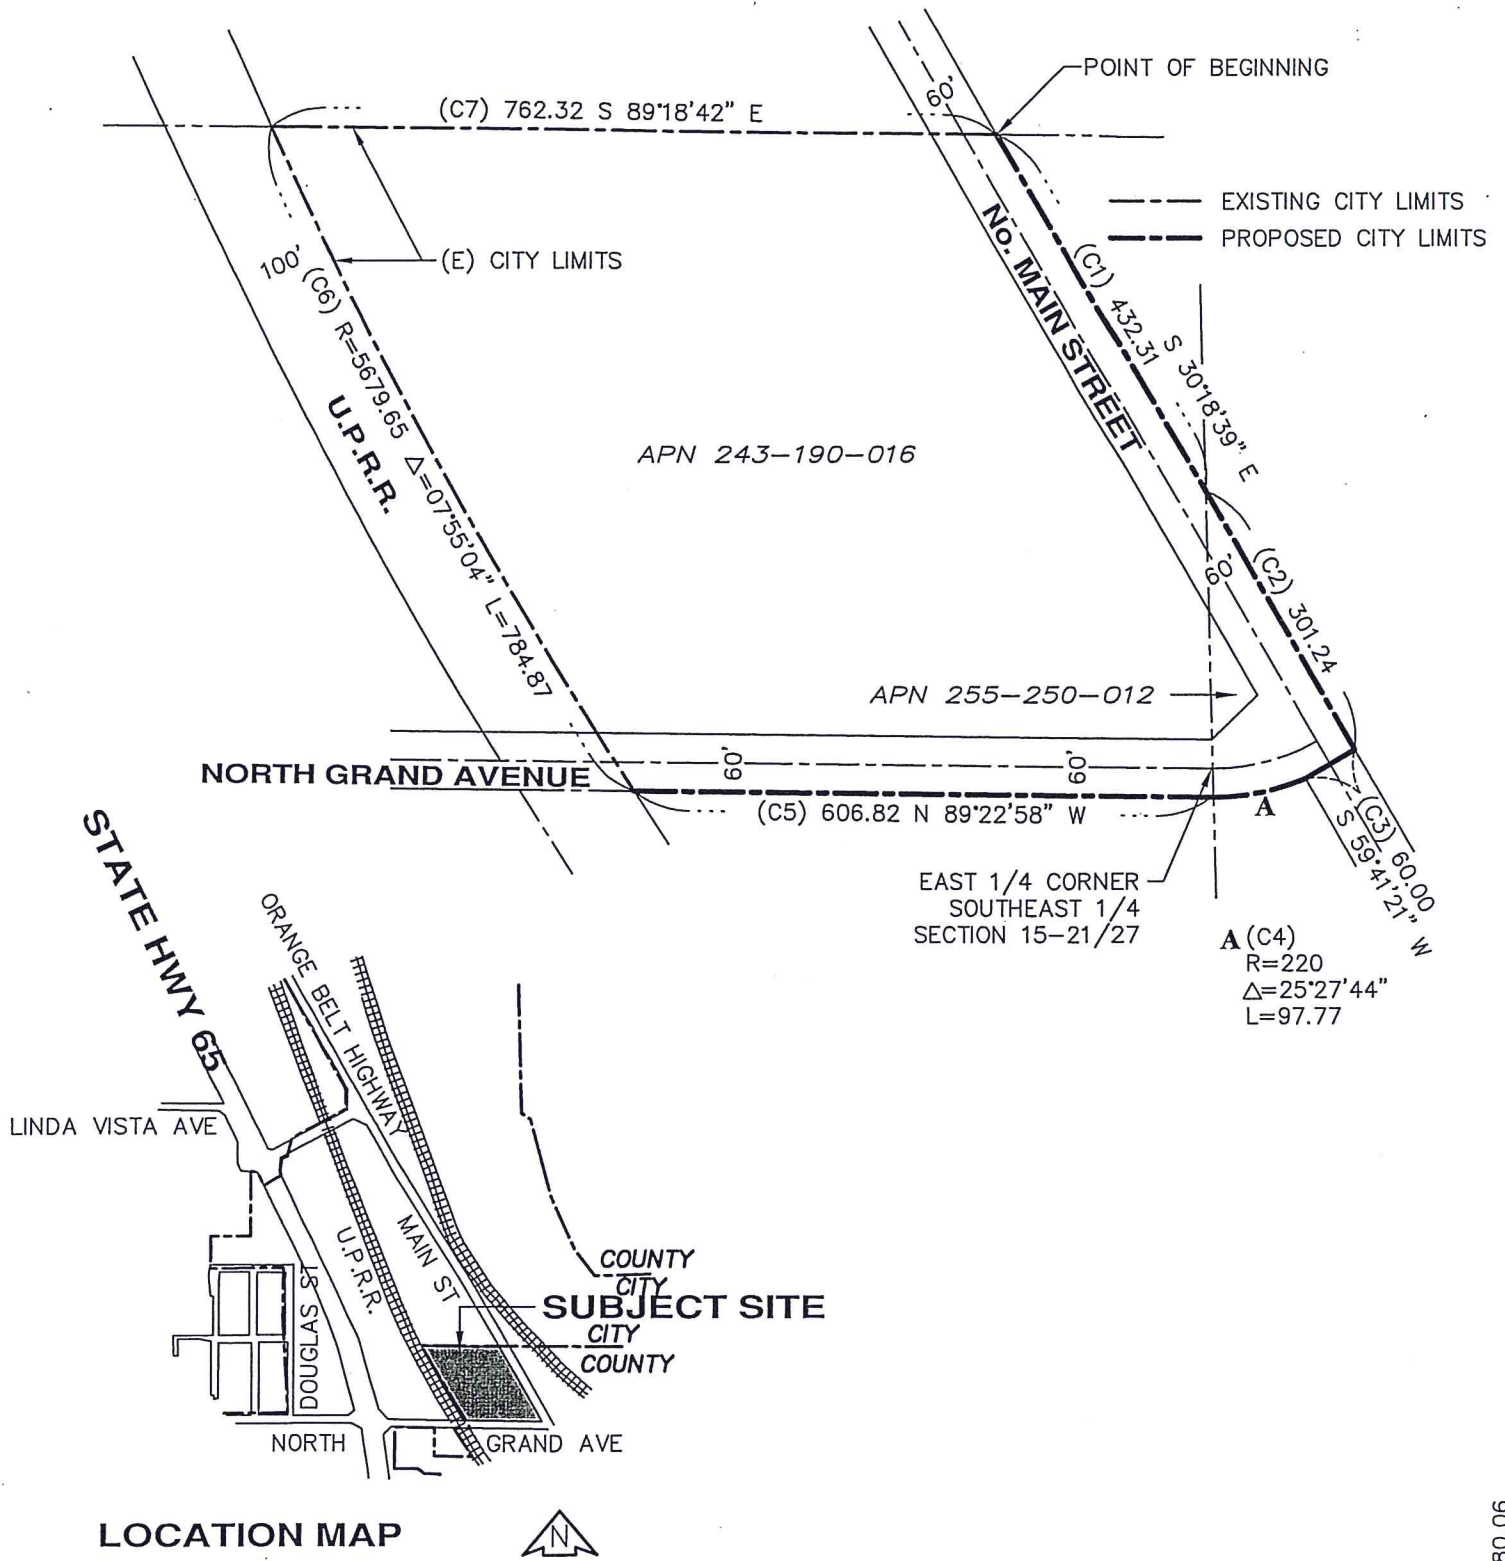 POINT OF BEGINNING
60'
(C7) 762.32 S 89°18'42" E
EXISTING CITY LIMITS
PROPOSED CITY LIMITS
(E) CITY LIMITS
No. MAIN STREET
(C1) 432.31
S 30°18'39" E
100'
(C6) R=5679.65 Δ=07°55'04" L=784.87
U.P.R.R.
APN 243-190-016
60'
(C2) 301.24
APN 255-250-012
NORTH GRAND AVENUE
60'
60'
(C5) 606.82 N 89°22'58" W
A
(C3) 60.00
S 59°41'21" W
EAST 1/4 CORNER
SOUTHEAST 1/4
SECTION 15-21/27
A (C4)
R=220
Δ=25°27'44"
L=97.77
STATE HWY 65
ORANGE BELT HIGHWAY
LINDA VISTA AVE
MAIN ST
U.P.R.R.
DOUGLAS ST
COUNTY
CITY
SUBJECT SITE
CITY
COUNTY
NORTH GRAND AVE
LOCATION MAP
N